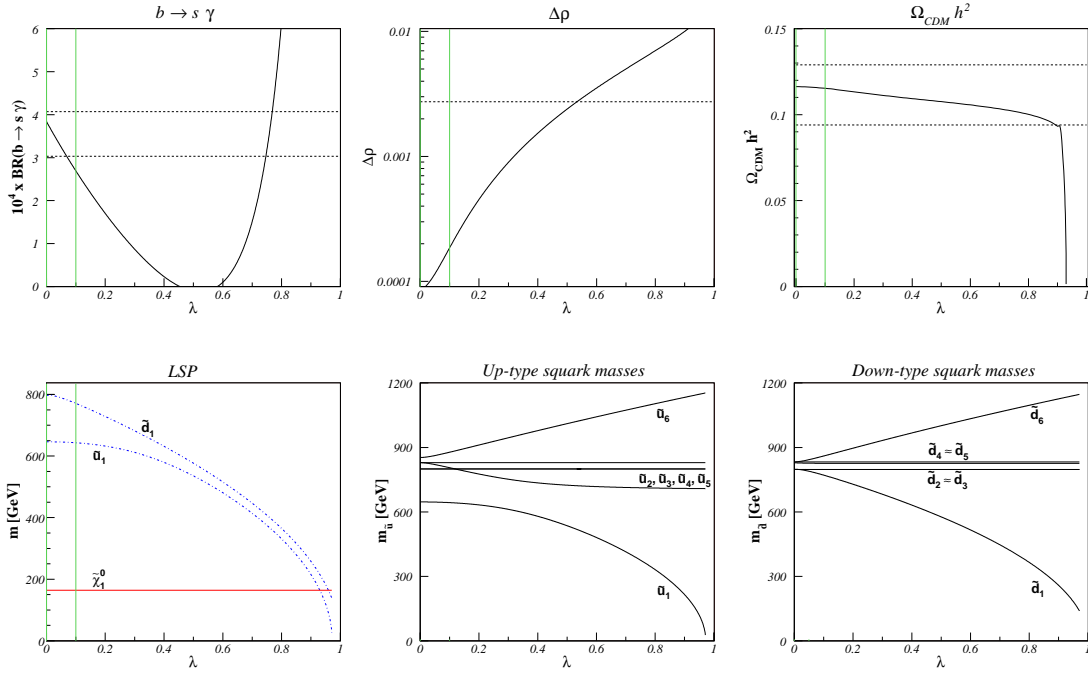 b → s γ
10⁴ x BR(b → s γ)
6
5
4
3
2
1
0
0 0.2 0.4 0.6 0.8 1
λ
Δρ
Δρ
0.01
0.001
0.0001
0 0.2 0.4 0.6 0.8 1
λ
Ω_CDM h²
Ω_CDM h²
0.15
0.1
0.05
0
0 0.2 0.4 0.6 0.8 1
λ
LSP
m [GeV]
800
600
400
200
0
d̃₁
ũ₁
χ̃₁⁰
0 0.2 0.4 0.6 0.8 1
λ
Up-type squark masses
m_ũ [GeV]
1200
900
600
300
0
ũ₆
ũ₂, ũ₃, ũ₄, ũ₅
ũ₁
0 0.2 0.4 0.6 0.8 1
λ
Down-type squark masses
m_d̃ [GeV]
1200
900
600
300
0
d̃₆
d̃₄ ≈ d̃₅
d̃₂ ≈ d̃₃
d̃₁
0 0.2 0.4 0.6 0.8 1
λ